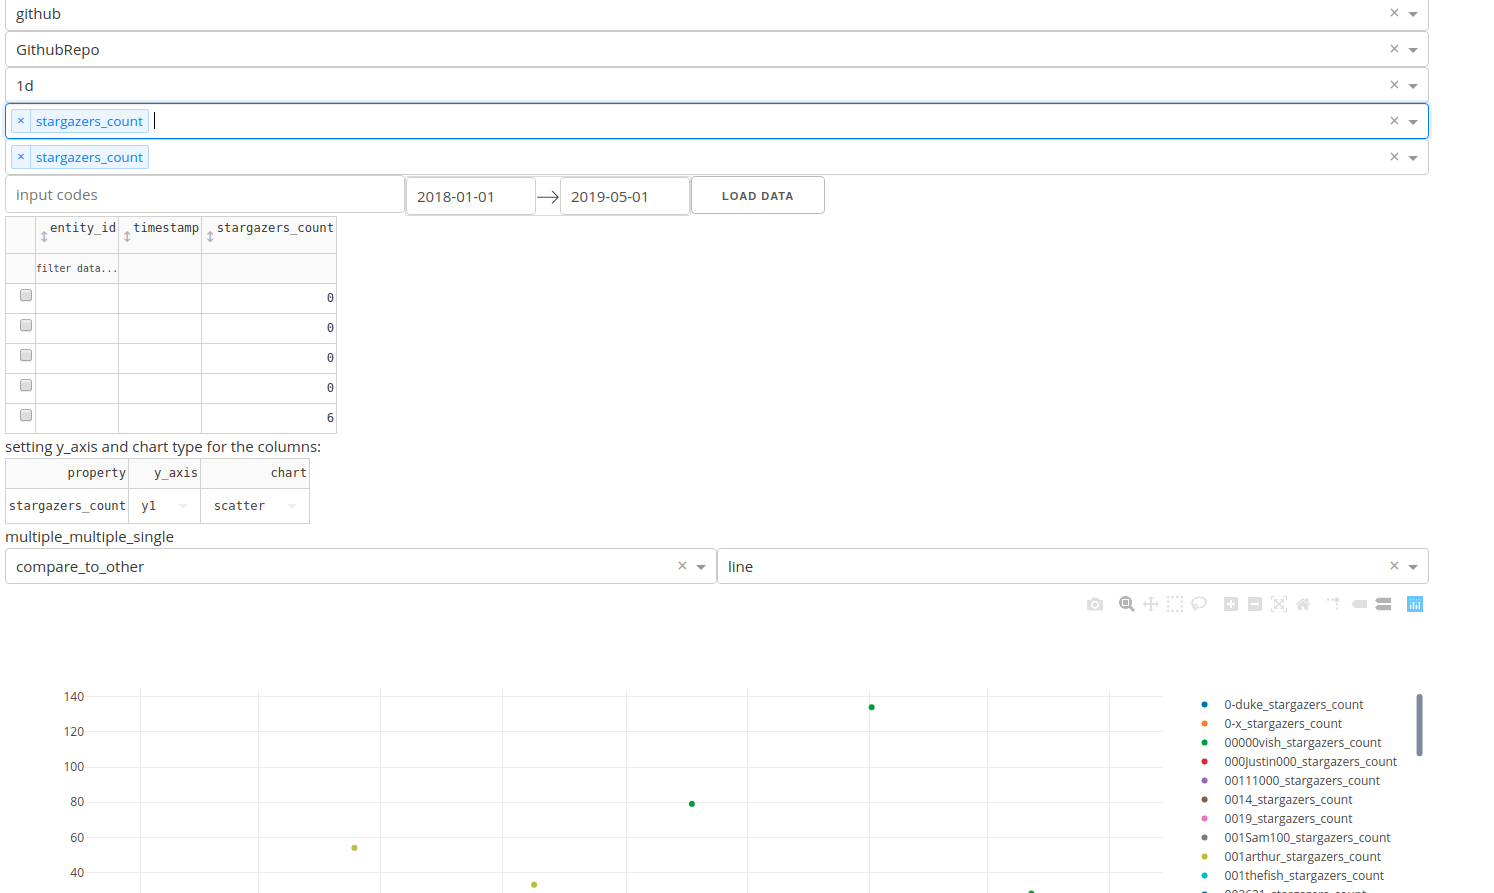 github
GithubRepo
1d
× stargazers_count
× stargazers_count
input codes 2018-01-01 → 2019-05-01 LOAD DATA
entity_id timestamp stargazers_count
filter data...
0
0
0
0
6
setting y_axis and chart type for the columns:
property y_axis chart
stargazers_count y1 scatter
multiple_multiple_single
compare_to_other line
140
120
100
80
60
40
0-duke_stargazers_count
0-x_stargazers_count
00000vish_stargazers_count
000Justin000_stargazers_count
00111000_stargazers_count
0014_stargazers_count
0019_stargazers_count
001Sam100_stargazers_count
001arthur_stargazers_count
001thefish_stargazers_count